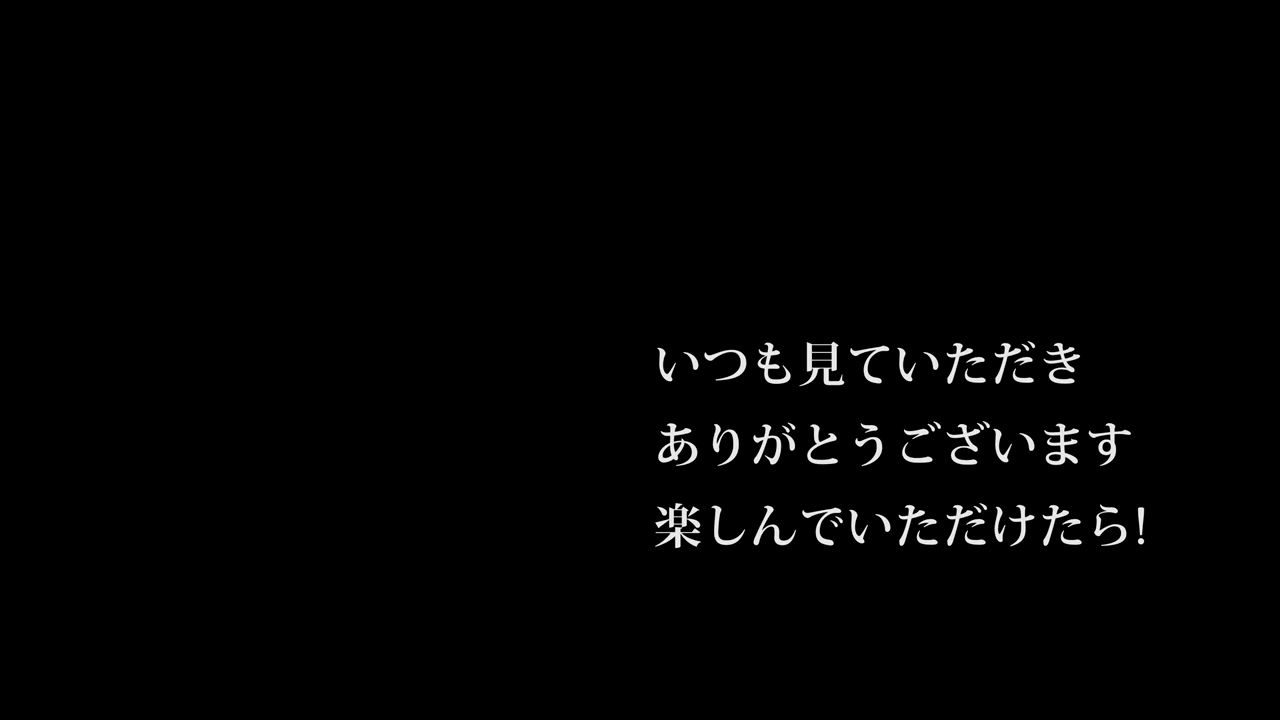 いつも見ていただき
ありがとうございます
楽しんでいただけたら!